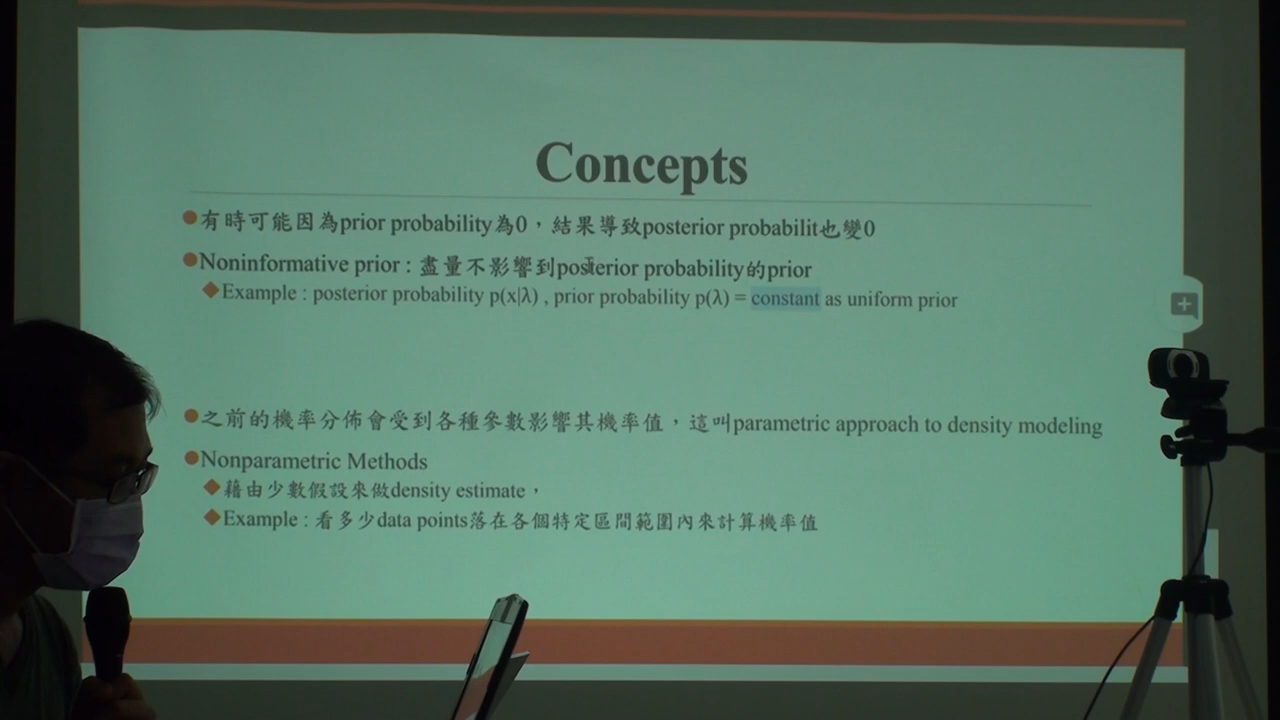 Concepts
●有時可能因為prior probability為0，結果導致posterior probabilit也變0
●Noninformative prior : 盡量不影響到posterior probability的prior
◆Example : posterior probability p(x|λ) , prior probability p(λ) = constant as uniform prior
●之前的機率分佈會受到各種參數影響其機率值，這叫parametric approach to density modeling
●Nonparametric Methods
◆藉由少數假設來做density estimate，
◆Example : 看多少data points落在各個特定區間範圍內來計算機率值